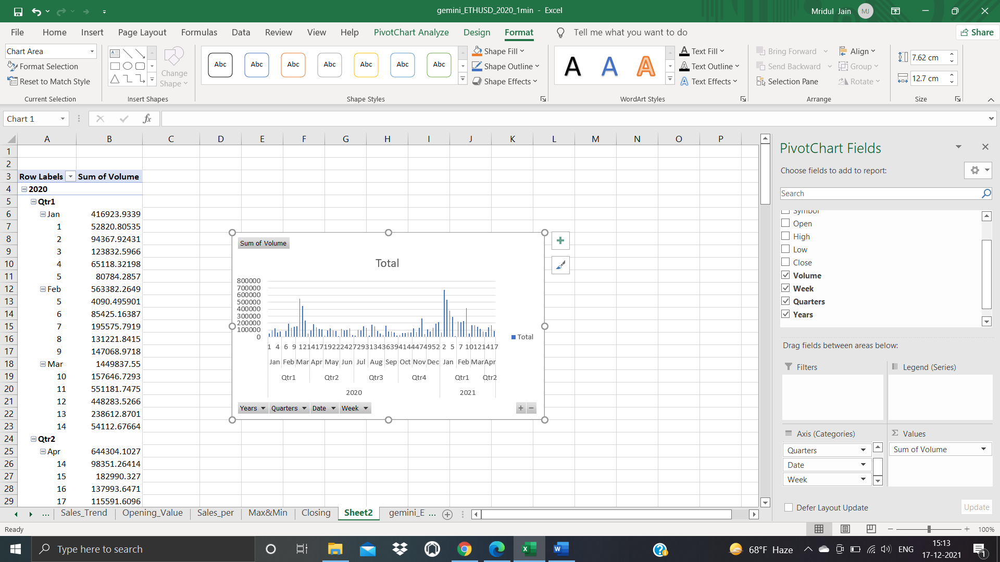 gemini_ETHUSD_2020_1min - Excel
Mridul Jain MJ
File Home Insert Page Layout Formulas Data Review View Help PivotChart Analyze Design Format Tell me what you want to do Share
Chart Area
Format Selection
Reset to Match Style
Current Selection
Change
Shape
Insert Shapes
Abc Abc Abc Abc Abc Abc Abc
Shape Fill
Shape Outline
Shape Effects
Shape Styles
A A A
Text Fill
Text Outline
Text Effects
WordArt Styles
Bring Forward
Send Backward
Selection Pane
Align
Group
Rotate
Arrange
7.62 cm
12.7 cm
Size
Chart 1
fx
A B C D E F G H I J K L M N O P
1
2
3 Row Labels Sum of Volume
4 2020
5 Qtr1
6 Jan 416923.9339
7 1 52820.80535
8 2 94367.92431
9 3 123832.5966
10 4 65118.32198
11 5 80784.2857
12 Feb 563382.2649
13 5 4090.495901
14 6 85425.16387
15 7 195575.7919
16 8 131221.8415
17 9 147068.9718
18 Mar 1449837.55
19 10 157646.7293
20 11 551181.7475
21 12 448283.5266
22 13 238612.8701
23 14 54112.67664
24 Qtr2
25 Apr 644304.1027
26 14 98351.26414
27 15 182990.327
28 16 137993.6471
29 17 115591.6096
Sum of Volume
Total
800000
700000
600000
500000
400000
300000
200000
100000
0
1 4 6 9 1214171922242729313436394144474952 2 5 7 10121417
Jan Feb Mar Apr May Jun Jul Aug Sep Oct Nov Dec Jan Feb Mar Apr
Qtr1 Qtr2 Qtr3 Qtr4 Qtr1 Qtr2
2020 2021
Total
Years Quarters Date Week
PivotChart Fields
Choose fields to add to report:
Search
Symbol
Open
High
Low
Close
Volume
Week
Quarters
Years
Drag fields between areas below:
Filters
Legend (Series)
Axis (Categories)
Quarters
Date
Week
Values
Sum of Volume
Defer Layout Update
Update
... Sales_Trend Opening_Value Sales_per Max&Min Closing Sheet2 gemini_E ...
Ready
100%
Type here to search
68°F Haze
ENG
15:13
17-12-2021
1